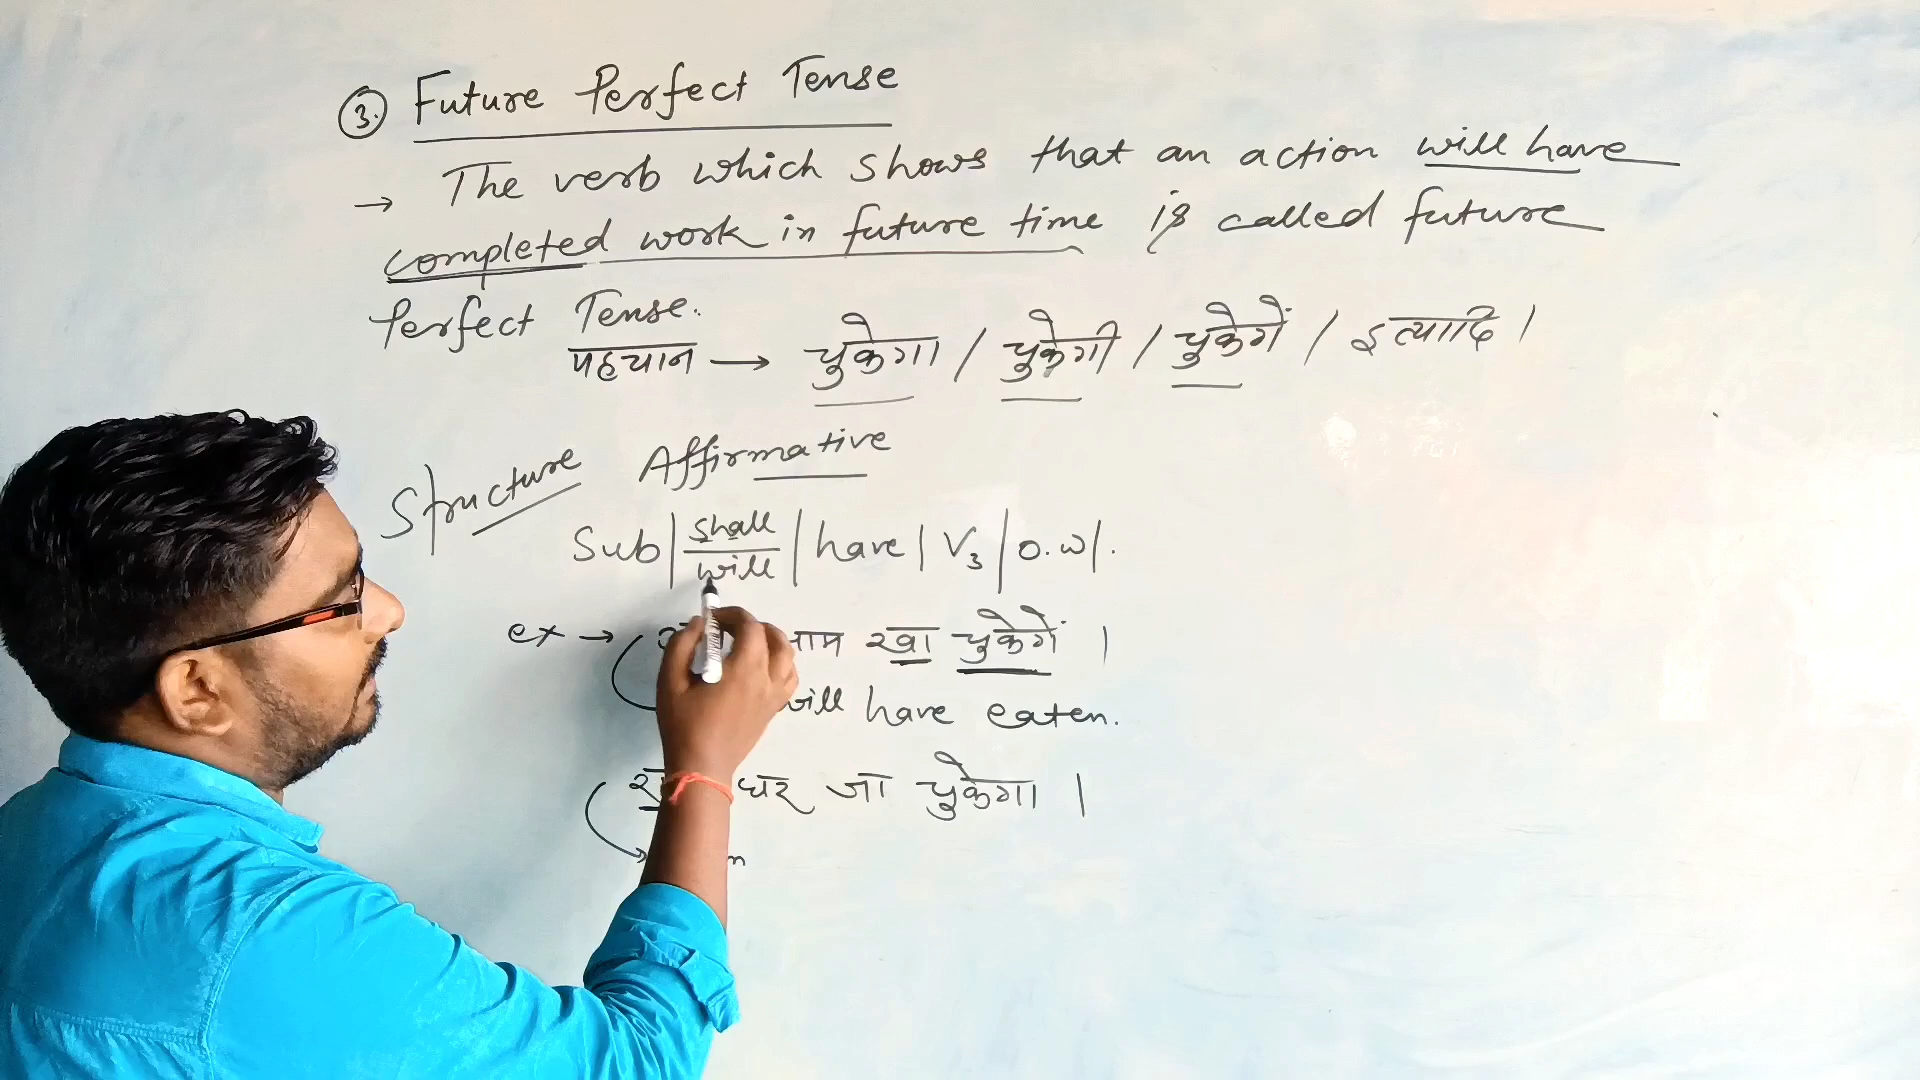 3. Future Perfect Tense
→ The verb which shows that an action will have
completed work in future time is called future
Perfect Tense.
पहचान → चुकेगा / चुकेगी / चुकेगें / इत्यादि।
Structure Affirmative
Sub | shall/will | have | V3 | O.W |.
ex → खा चुकेगें ।
will have eaten.
घर जा चुकेगा ।